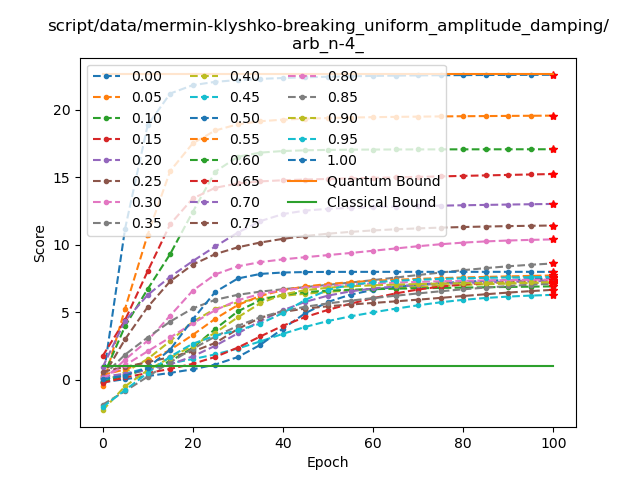 script/data/mermin-klyshko-breaking_uniform_amplitude_damping/
arb_n-4_
0.00 0.40 0.80
0.05 0.45 0.85
0.10 0.50 0.90
0.15 0.55 0.95
0.20 0.60 1.00
0.25 0.65 Quantum Bound
0.30 0.70 Classical Bound
0.35 0.75
Score
20
15
10
5
0
0 20 40 60 80 100
Epoch